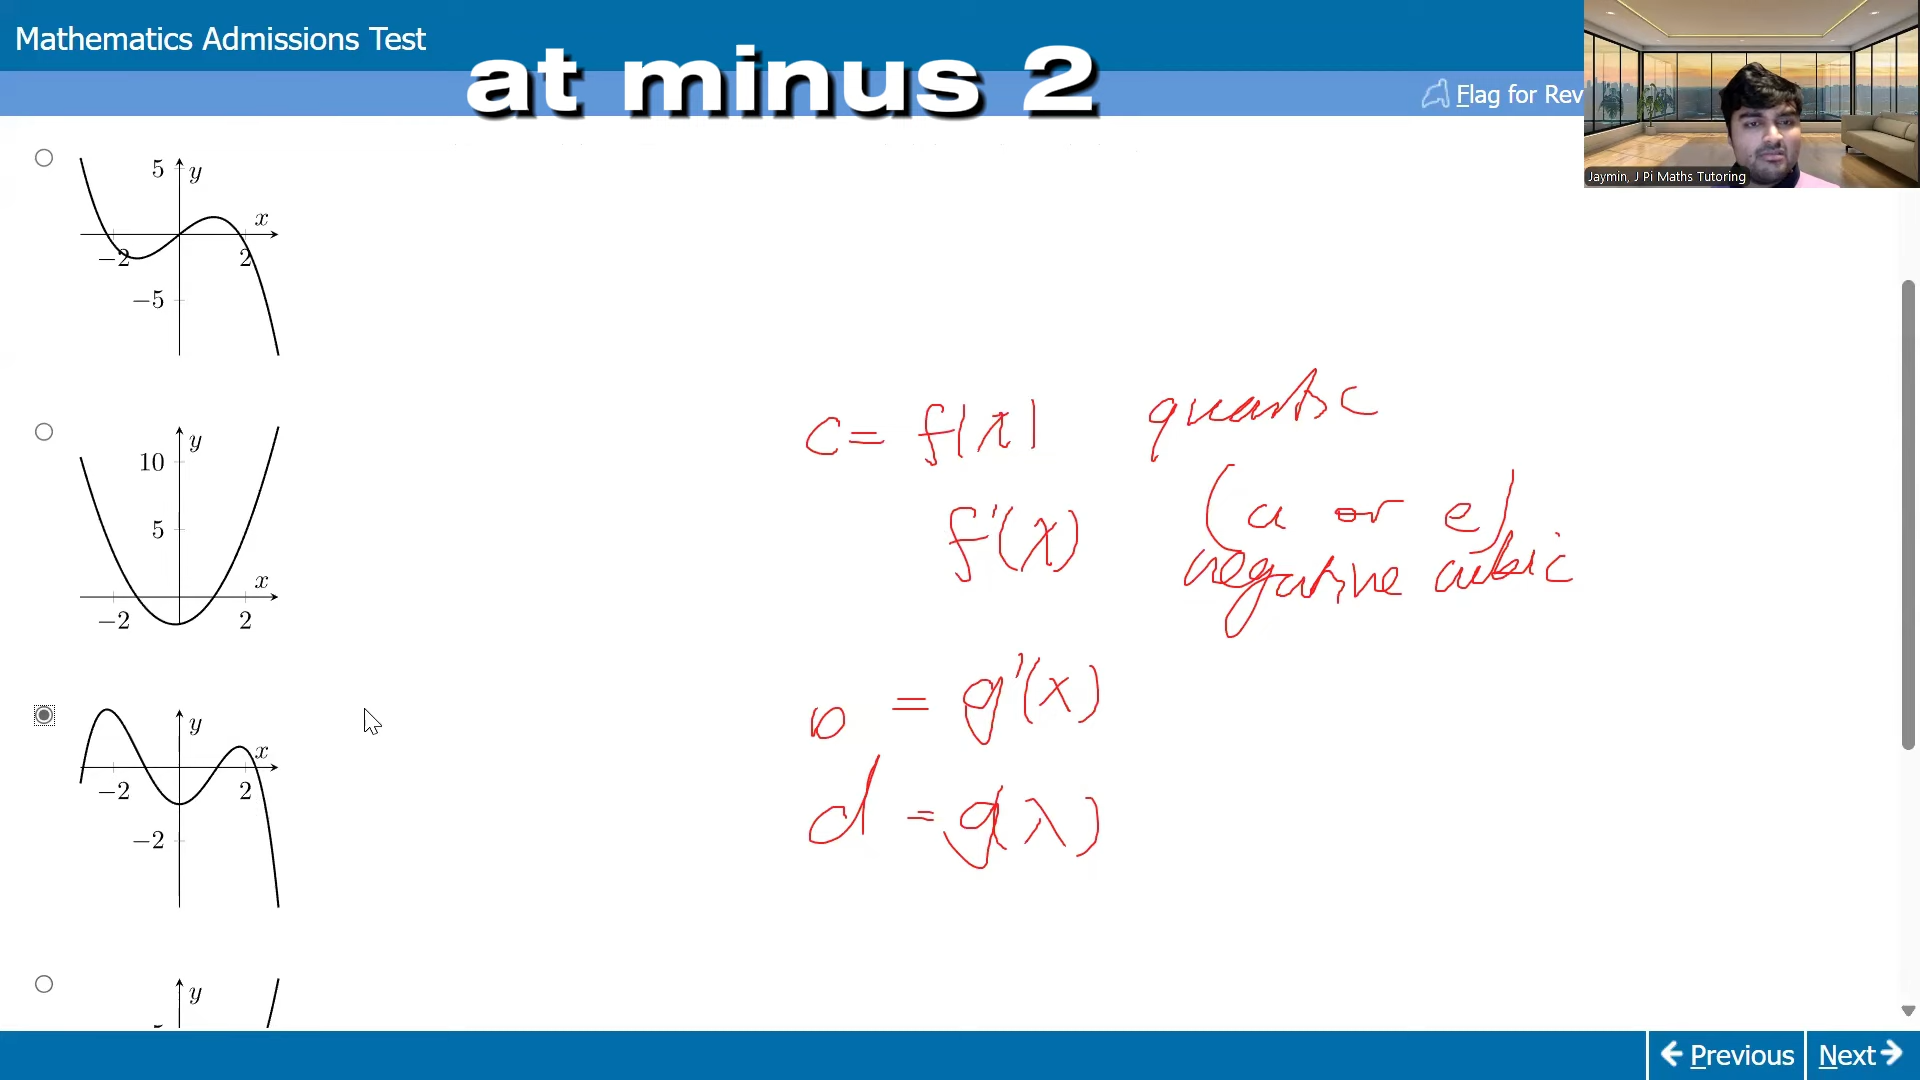 Mathematics Admissions Test
at minus 2
Flag for Rev
Jaymin, J Pi Maths Tutoring
5
y
x
−2
2
−5
y
10
5
x
−2
2
y
x
−2
2
−2
y
c = f(x) quartic
f'(x) (a or e)
negative cubic
b = g'(x)
d = g(x)
Previous
Next